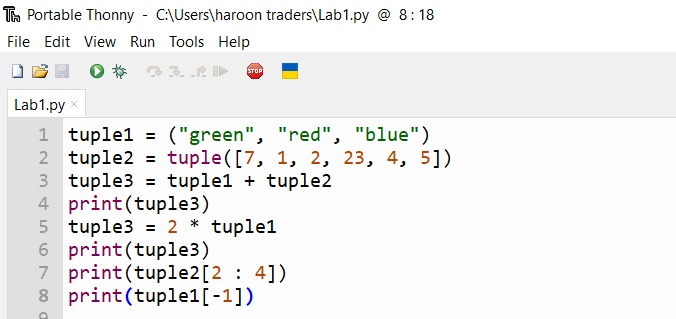 Th Portable Thonny - C:\Users\haroon traders\Lab1.py @ 8 : 18
File Edit View Run Tools Help
STOP
Lab1.py ×
1 tuple1 = ("green", "red", "blue")
2 tuple2 = tuple([7, 1, 2, 23, 4, 5])
3 tuple3 = tuple1 + tuple2
4 print(tuple3)
5 tuple3 = 2 * tuple1
6 print(tuple3)
7 print(tuple2[2 : 4])
8 print(tuple1[-1])
9